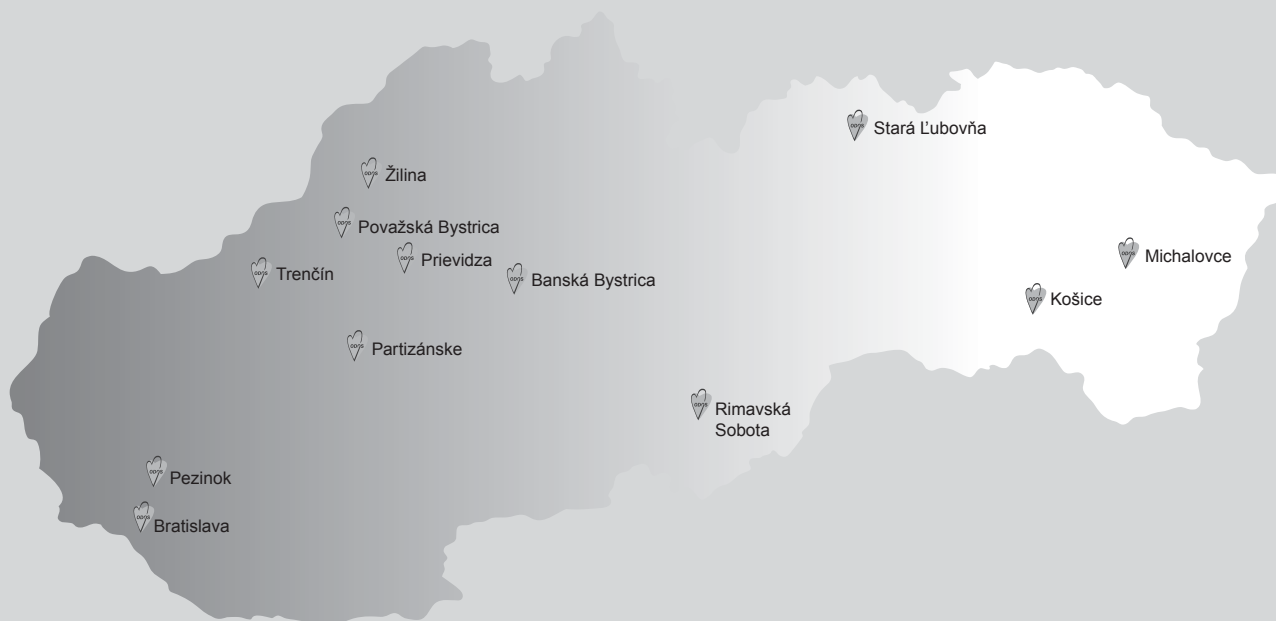 Stará Ľubovňa
Žilina
Považská Bystrica
Prievidza
Trenčín
Banská Bystrica
Michalovce
Košice
Partizánske
Rimavská
Sobota
Pezinok
Bratislava